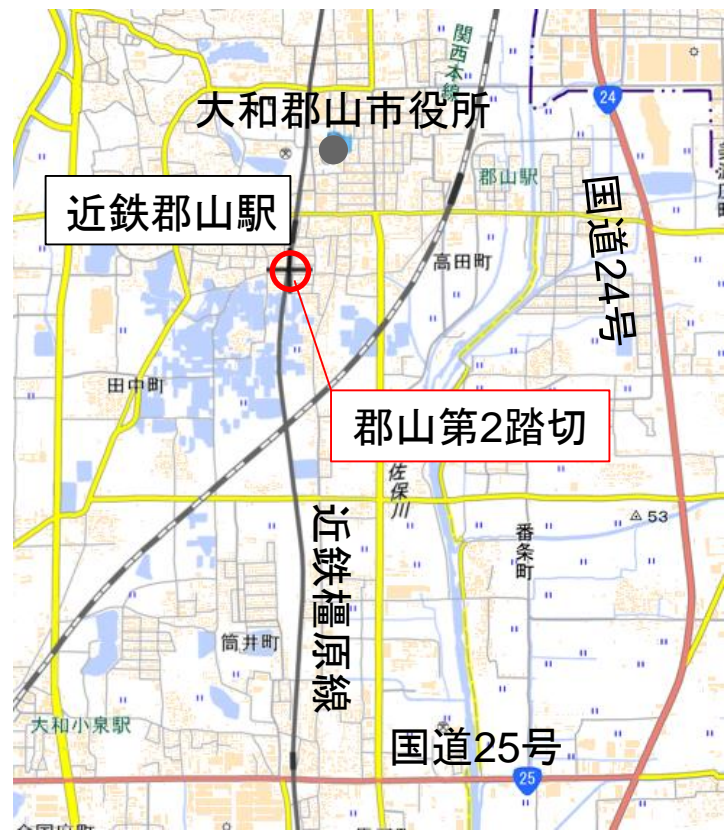 関西本線
24
大和郡山市役所
郡山駅
近鉄郡山駅
国道24号
高田町
田中町
郡山第2踏切
佐保川
53
番条町
近鉄橿原線
筒井町
大和小泉駅
国道25号
25